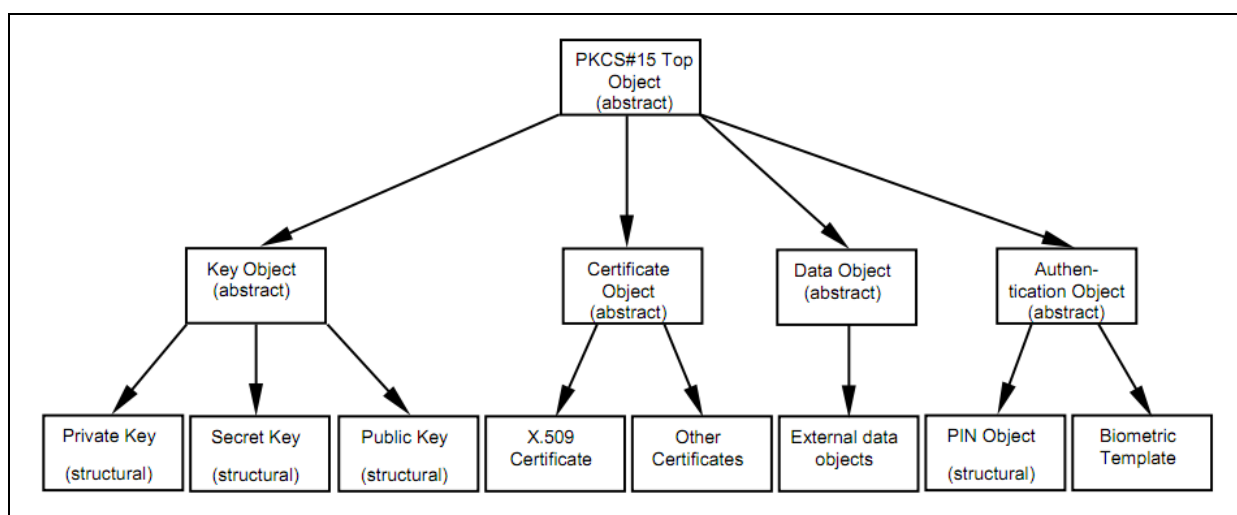 PKCS#15 Top
Object
(abstract)
Key Object
(abstract)
Certificate
Object
(abstract)
Data Object
(abstract)
Authen-
tication Object
(abstract)
Private Key
(structural)
Secret Key
(structural)
Public Key
(structural)
X.509
Certificate
Other
Certificates
External data
objects
PIN Object
(structural)
Biometric
Template